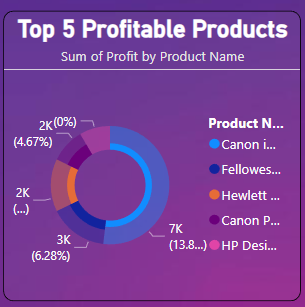 Top 5 Profitable Products
Sum of Profit by Product Name
2K (0%)
(4.67%)
2K
(...)
3K
(6.28%)
7K
(13.8...)
Product N...
Canon i...
Fellowes...
Hewlett ...
Canon P...
HP Desi...